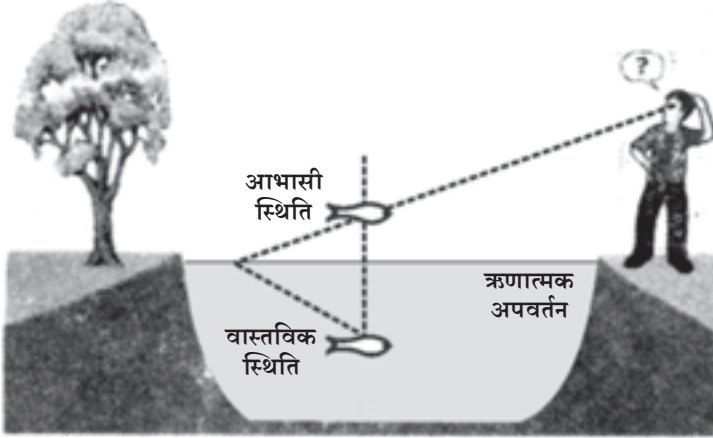 ?
आभासी
स्थिति
ऋणात्मक
अपवर्तन
वास्तविक
स्थिति